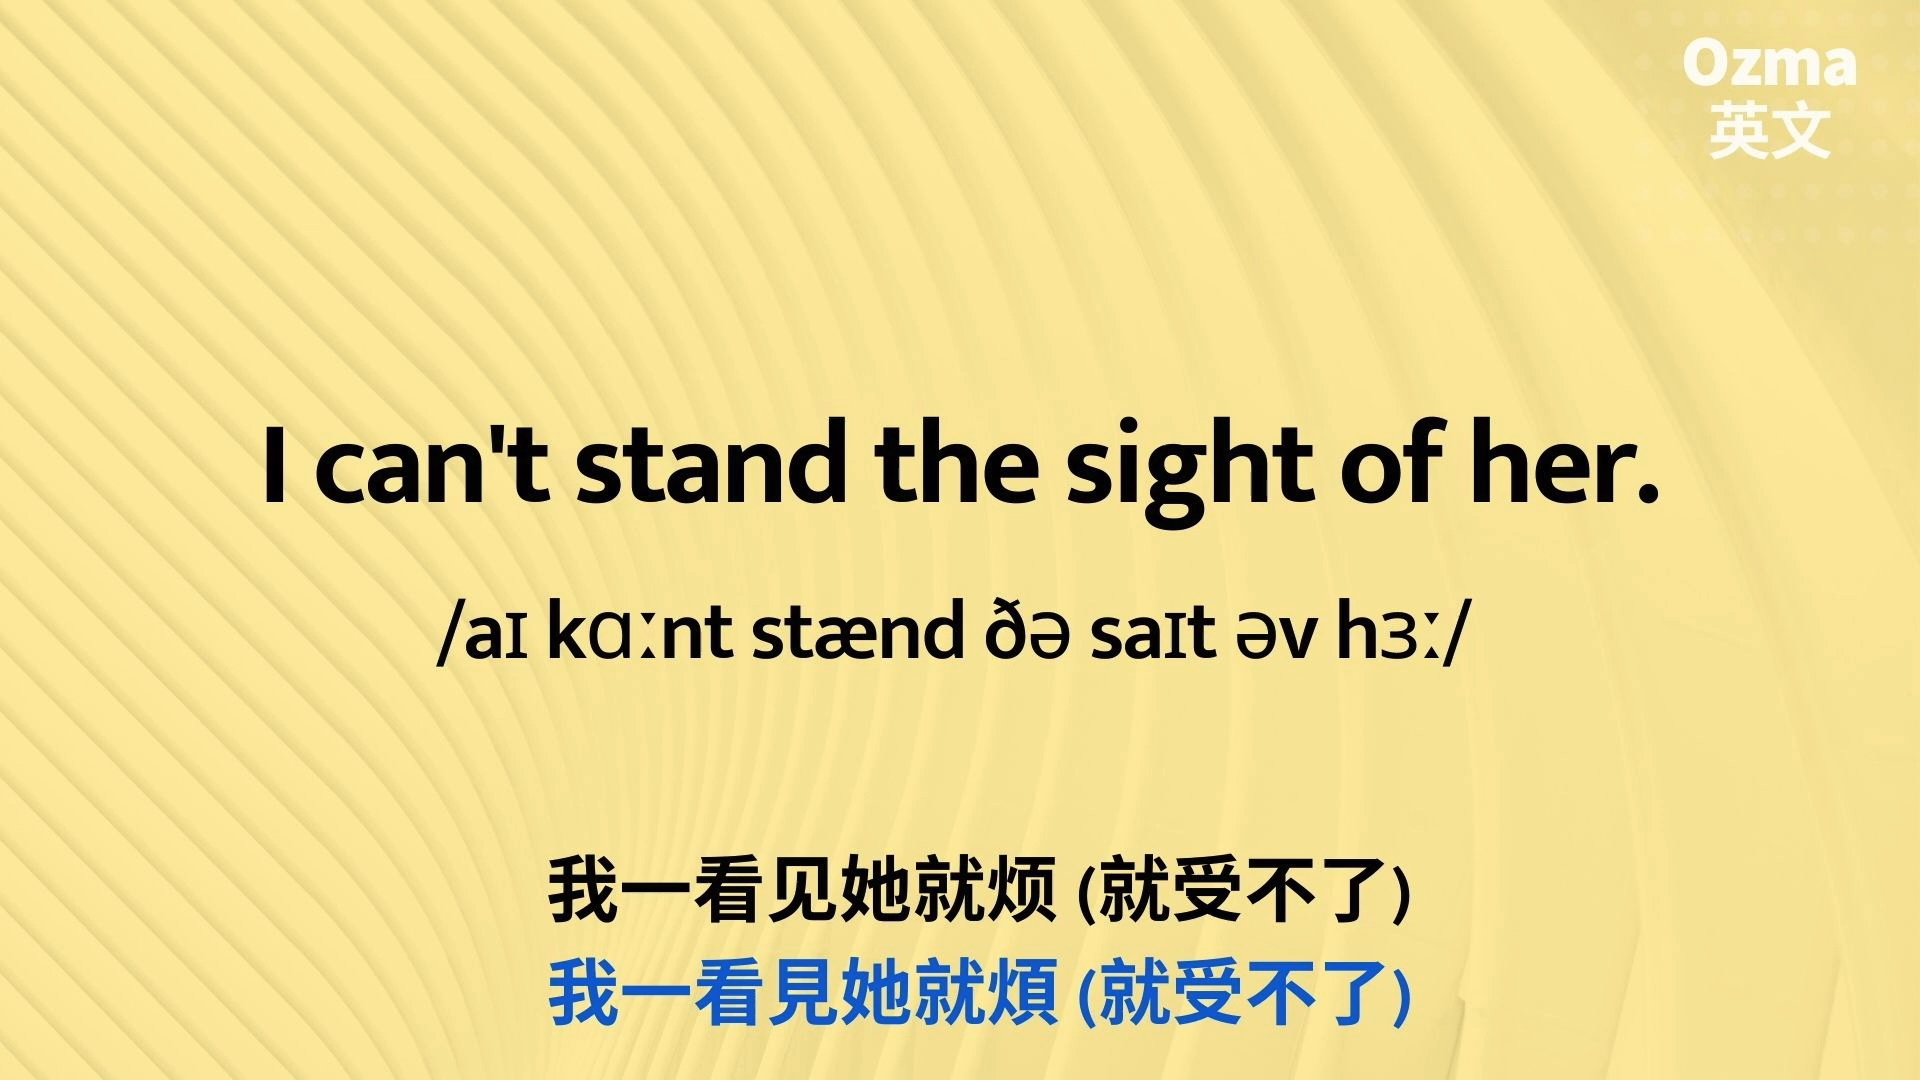 Ozma
英文
I can't stand the sight of her.
/aɪ kɑːnt stænd ðə saɪt əv hɜː/
我一看见她就烦 (就受不了)
我一看見她就煩 (就受不了)